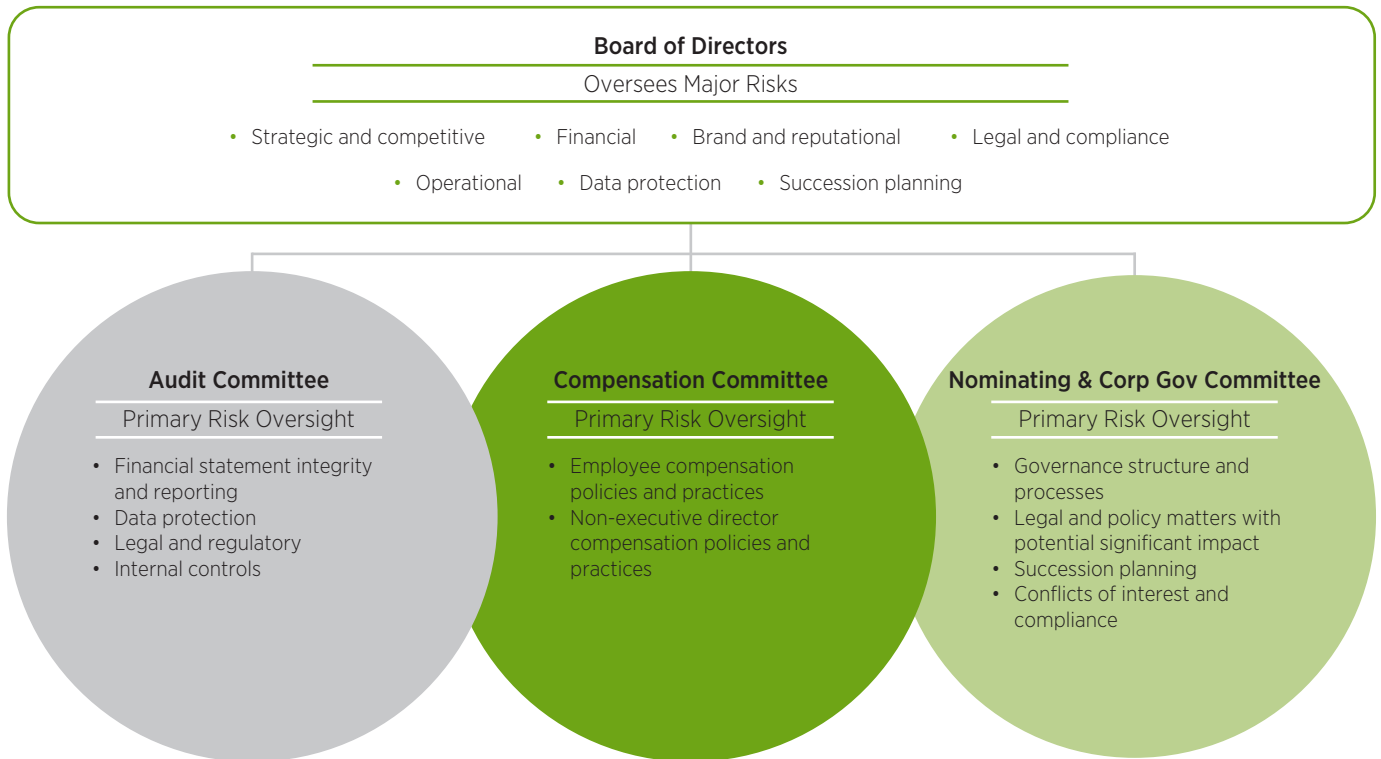 Board of Directors
Oversees Major Risks
• Strategic and competitive • Financial • Brand and reputational • Legal and compliance
• Operational • Data protection • Succession planning
Audit Committee
Primary Risk Oversight
• Financial statement integrity
and reporting
• Data protection
• Legal and regulatory
• Internal controls
Compensation Committee
Primary Risk Oversight
• Employee compensation
policies and practices
• Non-executive director
compensation policies and
practices
Nominating & Corp Gov Committee
Primary Risk Oversight
• Governance structure and
processes
• Legal and policy matters with
potential significant impact
• Succession planning
• Conflicts of interest and
compliance